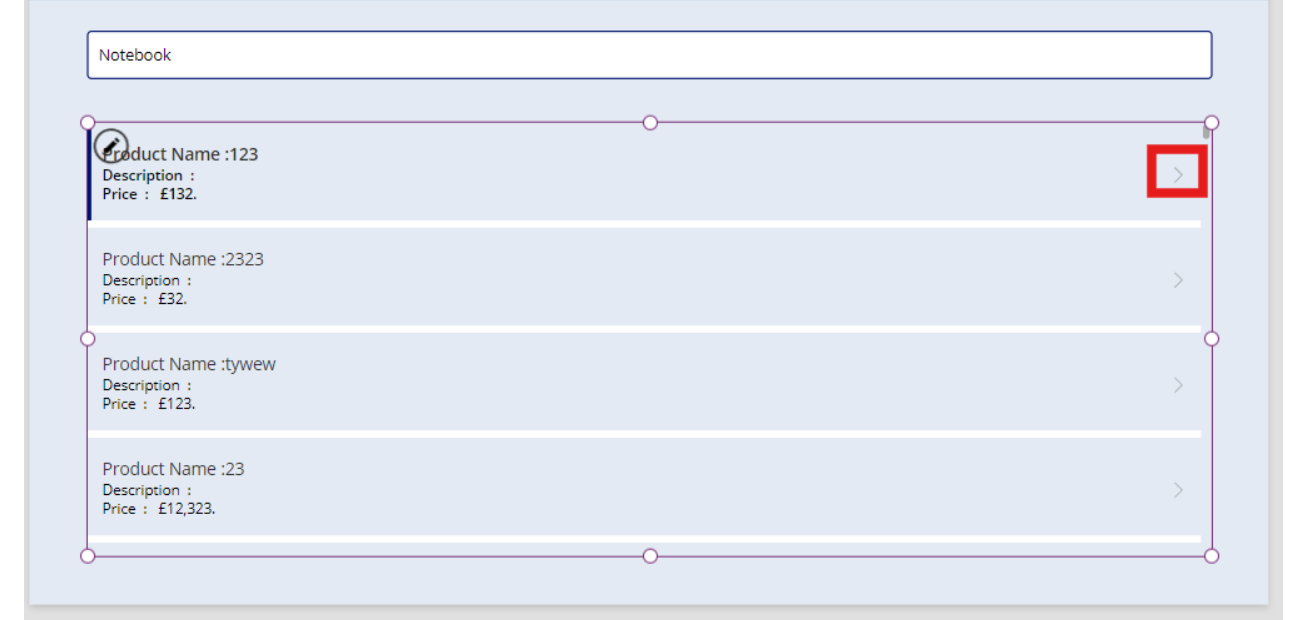 Notebook
Product Name :123
Description :
Price : £132.
Product Name :2323
Description :
Price : £32.
Product Name :tywew
Description :
Price : £123.
Product Name :23
Description :
Price : £12,323.